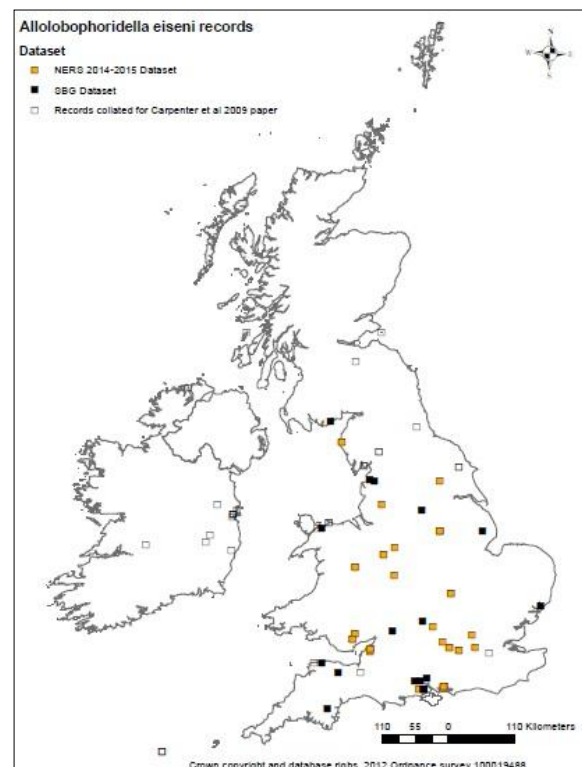 Allolobophoridella eiseni records
Dataset
NERS 2014-2015 Dataset
SBG Dataset
Records collated for Carpenter et al 2009 paper
N
W E
S
110 55 0 110 Kilometers
Crown copyright and database righs 2012 Ordnance survey 100019488